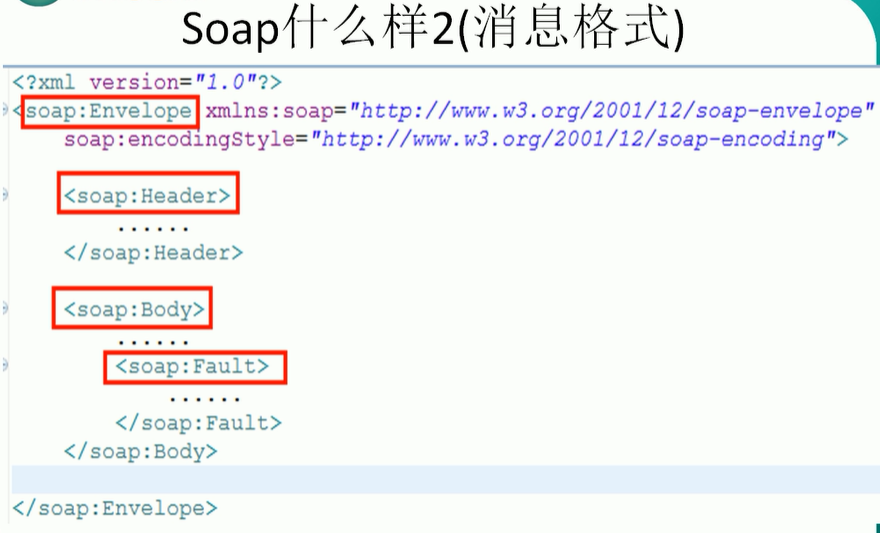 Soap什么样2(消息格式)
<?xml version="1.0"?>
<soap:Envelope xmlns:soap="http://www.w3.org/2001/12/soap-envelope"
soap:encodingStyle="http://www.w3.org/2001/12/soap-encoding">
<soap:Header>
......
</soap:Header>
<soap:Body>
......
<soap:Fault>
......
</soap:Fault>
</soap:Body>
</soap:Envelope>